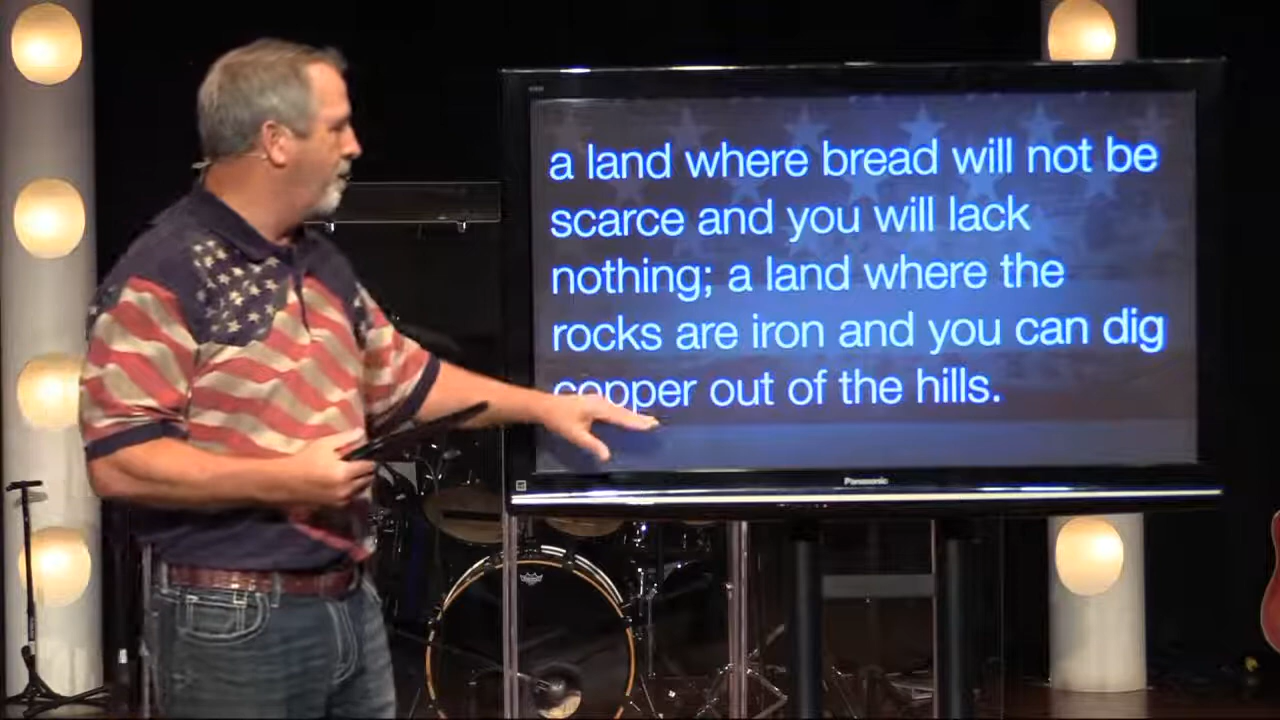 a land where bread will not be
scarce and you will lack
nothing; a land where the
rocks are iron and you can dig
copper out of the hills.
Panasonic